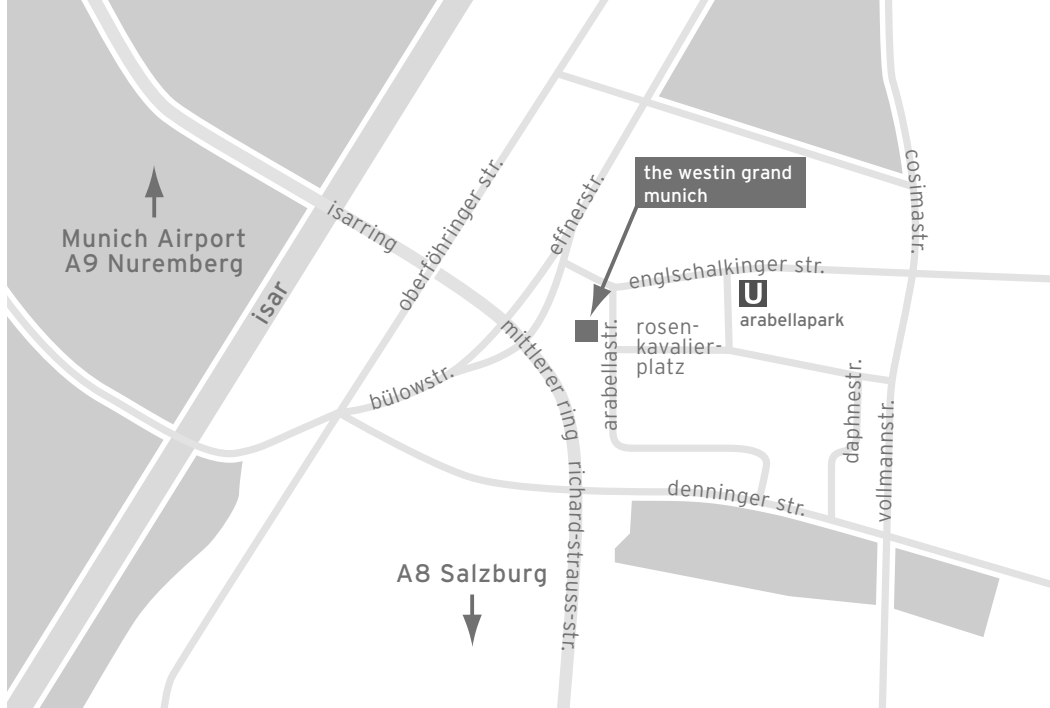 the westin grand
munich
cosimastr.
oberföhringer str.
effnerstr.
isarring
Munich Airport
A9 Nuremberg
englschalkinger str.
isar
U
arabellapark
mittlerer ring
arabellastr.
rosen-
kavalier-
platz
bülowstr.
daphnestr.
vollmannstr.
richard-strauss-str.
denninger str.
A8 Salzburg